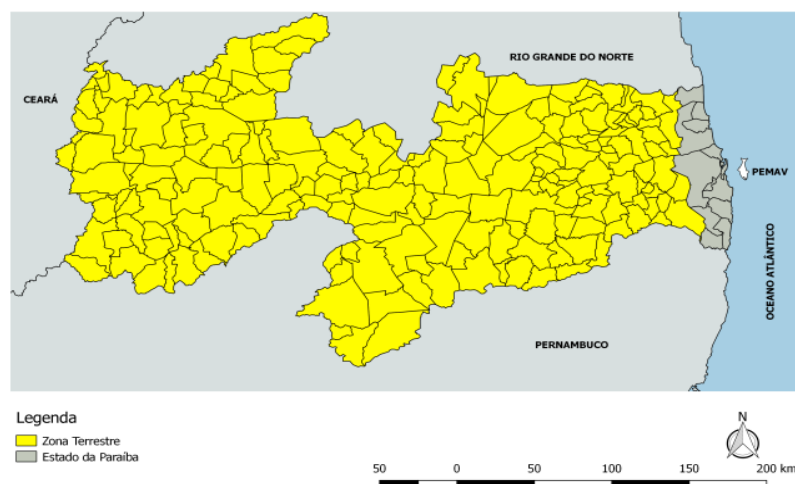 RIO GRANDE DO NORTE
CEARÁ
PEMAV
OCEANO ATLÂNTICO
PERNAMBUCO
Legenda
Zona Terrestre
Estado da Paraíba
N
50 0 50 100 150 200 km